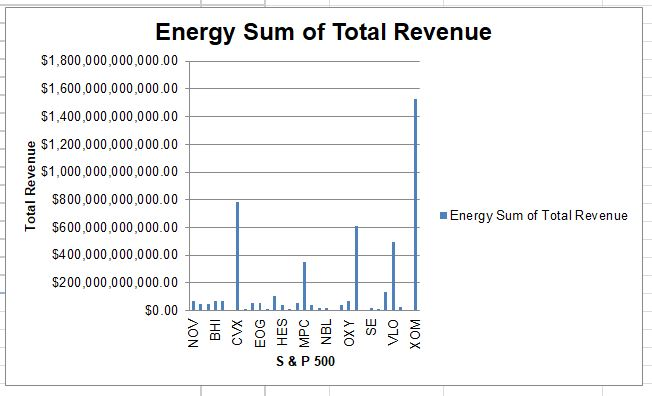 Energy Sum of Total Revenue
$1,800,000,000,000.00
$1,600,000,000,000.00
$1,400,000,000,000.00
$1,200,000,000,000.00
$1,000,000,000,000.00
$800,000,000,000.00
$600,000,000,000.00
$400,000,000,000.00
$200,000,000,000.00
$0.00
Total Revenue
NOV
BHI
CVX
EOG
HES
MPC
NBL
OXY
SE
VLO
XOM
S & P 500
Energy Sum of Total Revenue